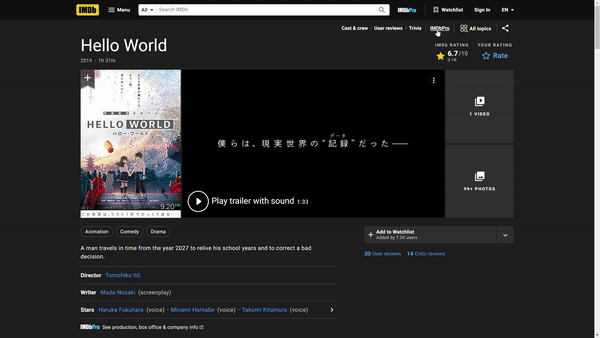 IMDb
Menu
All
Search IMDb
IMDbPro
Watchlist
Sign In
EN
Cast & crew · User reviews · Trivia
IMDbPro
All topics
Hello World
2019 · 1h 37m
IMDb RATING
6.7/10
3.1K
YOUR RATING
Rate
HELLO WORLD
ハロー・ワールド
9.20
僕らは、現実世界の“記録”だった――
データ
Play trailer with sound 1:33
1 VIDEO
99+ PHOTOS
Animation
Comedy
Drama
A man travels in time from the year 2027 to relive his school years and to correct a bad
decision.
Director Tomohiko Itô
Writer Mado Nozaki (screenplay)
Stars Haruka Fukuhara (voice) · Minami Hamabe (voice) · Takumi Kitamura (voice)
IMDbPro See production, box office & company info
Add to Watchlist
Added by 7.2K users
30 User reviews
14 Critic reviews